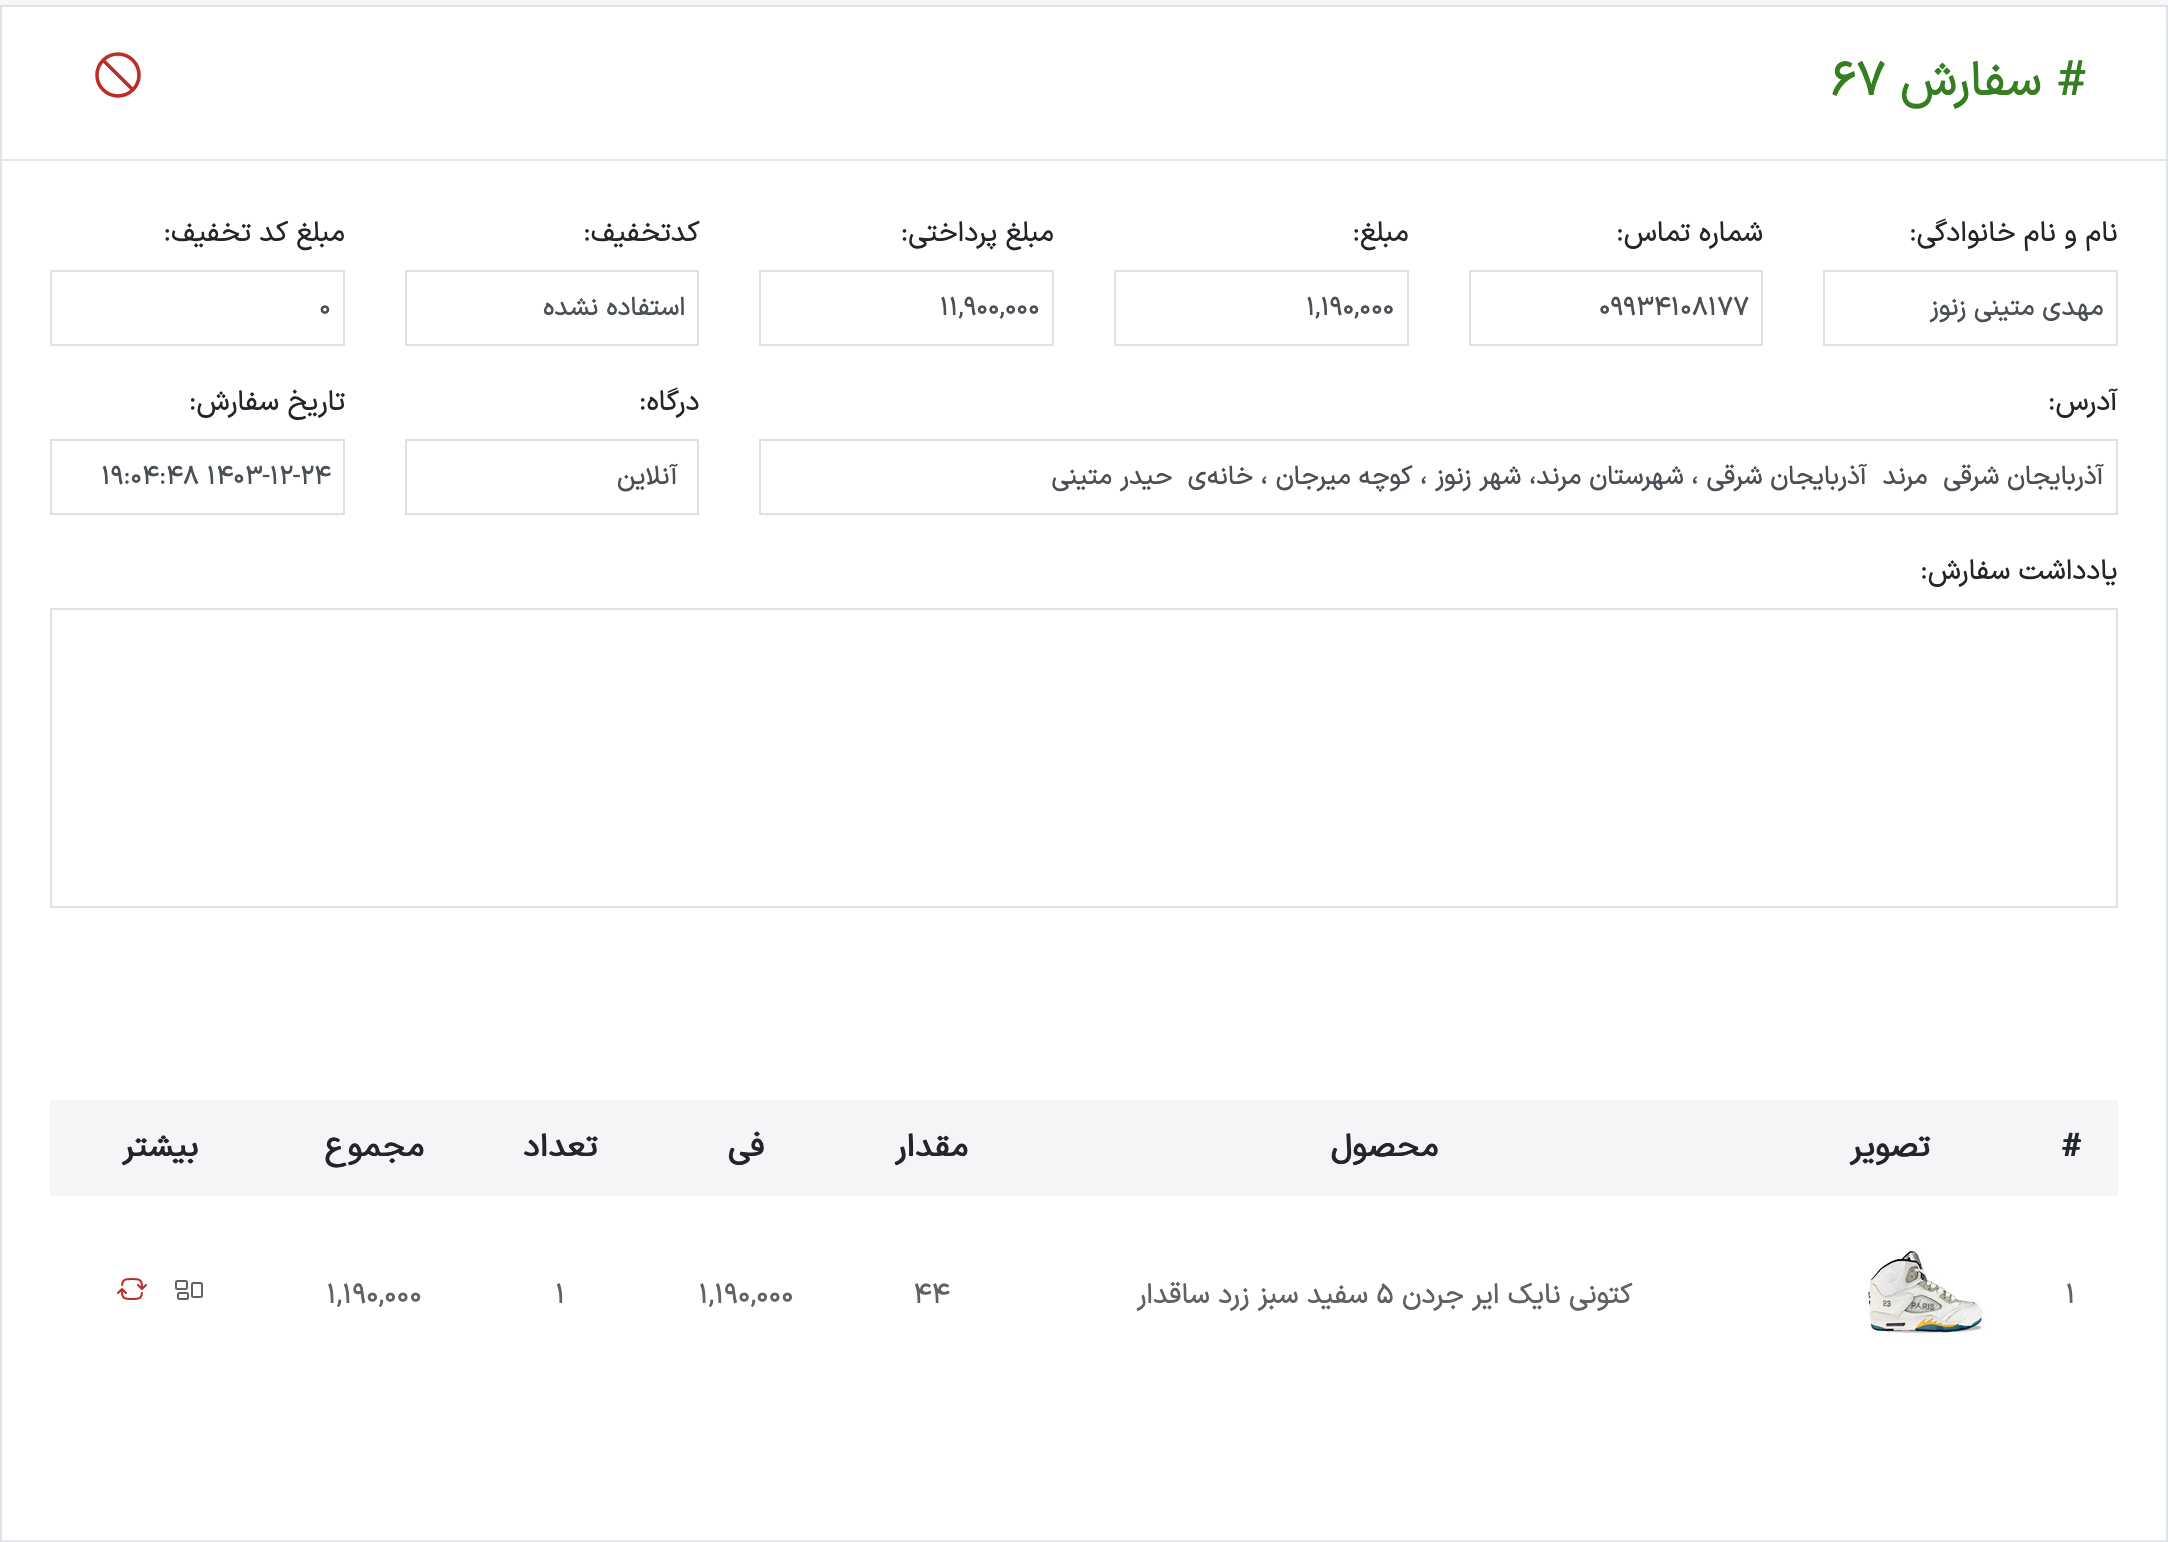 # سفارش ۶۷
نام و نام خانوادگی: شماره تماس: مبلغ: مبلغ پرداختی: کدتخفیف: مبلغ کد تخفیف:
مهدی متینی زنوز ۰۹۹۳۴۱۰۸۱۷۷ ۱,۱۹۰,۰۰۰ ۱۱,۹۰۰,۰۰۰ استفاده نشده ۰
آدرس: درگاه: تاریخ سفارش:
آذربایجان شرقی مرند آذربایجان شرقی ، شهرستان مرند، شهر زنوز ، کوچه میرجان ، خانه‌ی حیدر متینی آنلاین ۱۴۰۳-۱۲-۲۴ ۱۹:۰۴:۴۸
یادداشت سفارش:
# تصویر محصول مقدار فی تعداد مجموع بیشتر
۱ کتونی نایک ایر جردن ۵ سفید سبز زرد ساقدار ۴۴ ۱,۱۹۰,۰۰۰ ۱ ۱,۱۹۰,۰۰۰
23 PARIS